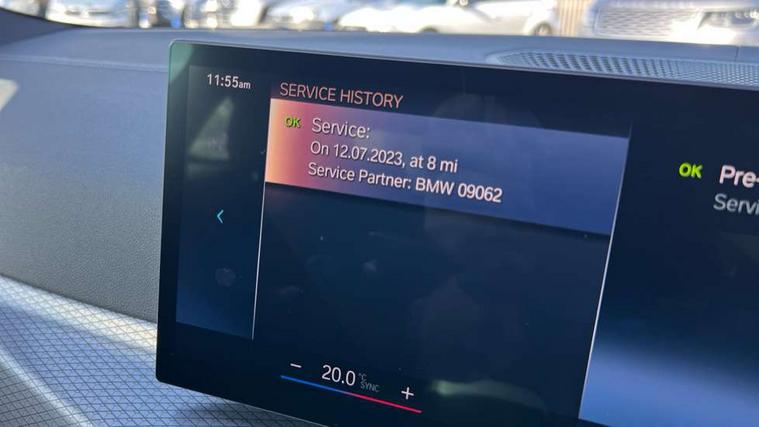 11:55am
SERVICE HISTORY
OK Service:
On 12.07.2023, at 8 mi
Service Partner: BMW 09062
OK Pre-
Servi
− 20.0 °C SYNC +